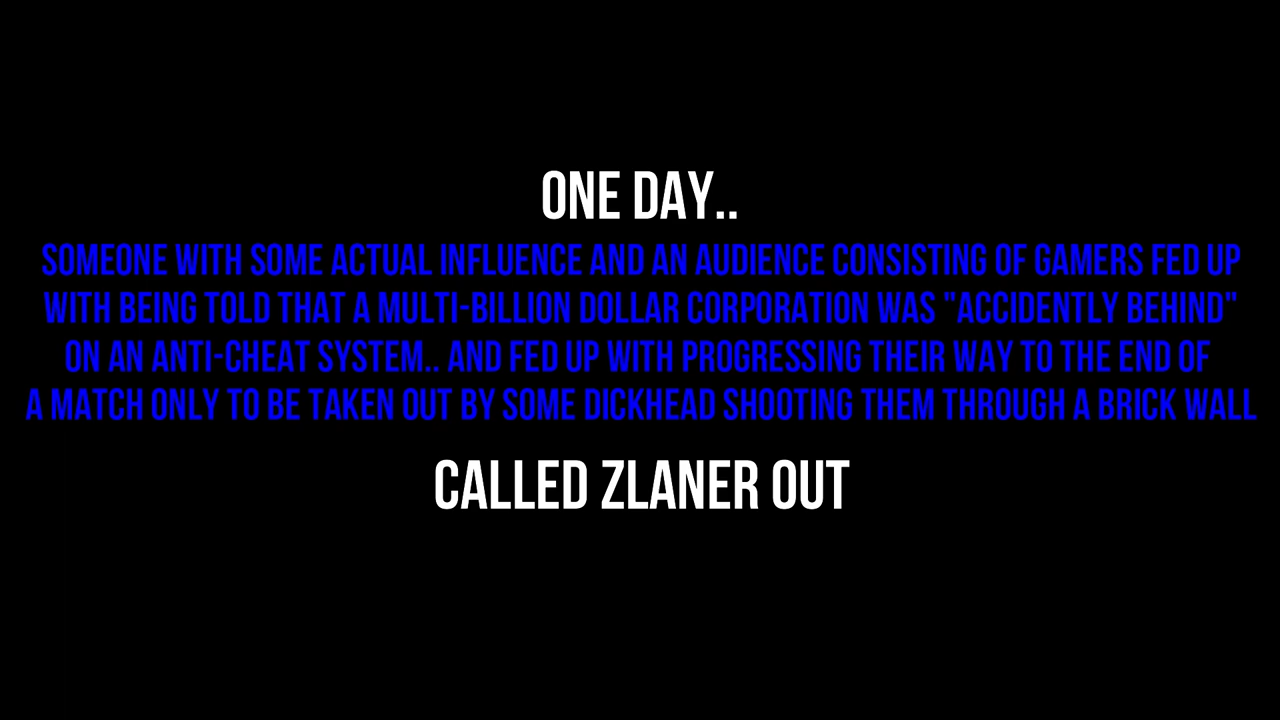 ONE DAY..
SOMEONE WITH SOME ACTUAL INFLUENCE AND AN AUDIENCE CONSISTING OF GAMERS FED UP
WITH BEING TOLD THAT A MULTI-BILLION DOLLAR CORPORATION WAS "ACCIDENTLY BEHIND"
ON AN ANTI-CHEAT SYSTEM.. AND FED UP WITH PROGRESSING THEIR WAY TO THE END OF
A MATCH ONLY TO BE TAKEN OUT BY SOME DICKHEAD SHOOTING THEM THROUGH A BRICK WALL
CALLED ZLANER OUT